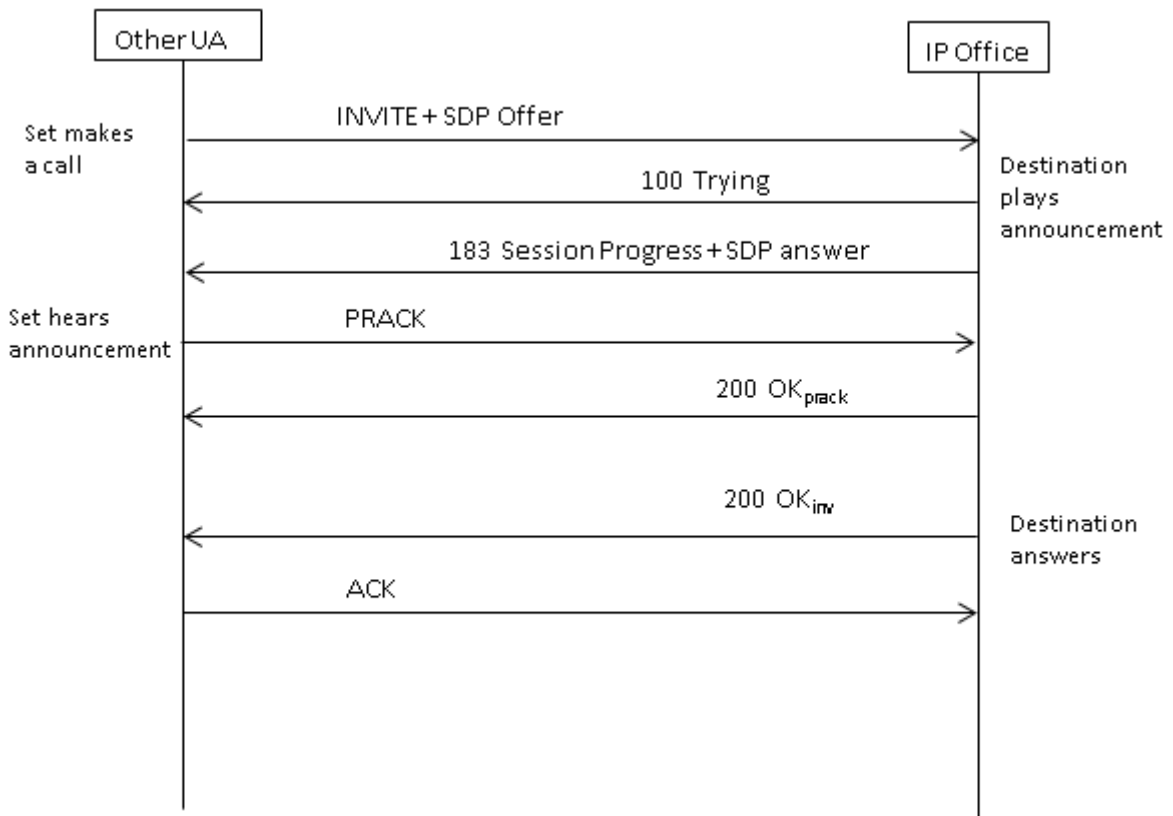 Other UA
IP Office
INVITE + SDP Offer
Set makes
a call
100 Trying
Destination
plays
announcement
183 Session Progress + SDP answer
Set hears
announcement
PRACK
200 OKprack
200 OKinv
Destination
answers
ACK